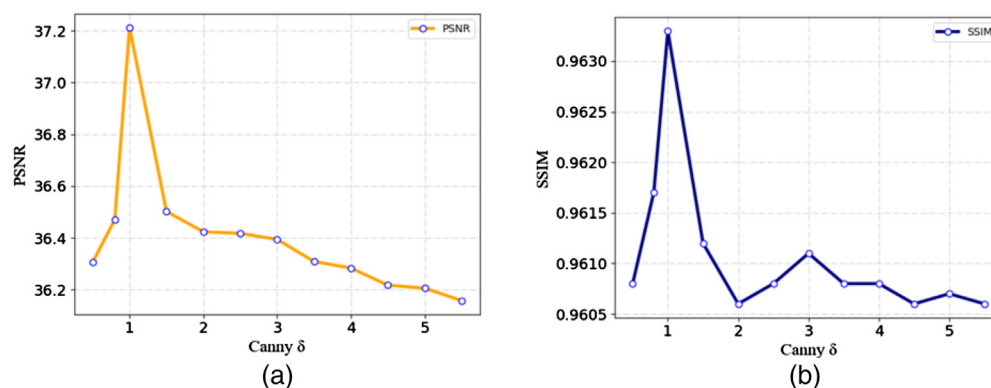 PSNR
37.2
37.0
36.8
36.6
36.4
36.2
PSNR
1 2 3 4 5
Canny δ
(a)
SSIM
0.9630
0.9625
0.9620
0.9615
0.9610
0.9605
SSIM
1 2 3 4 5
Canny δ
(b)